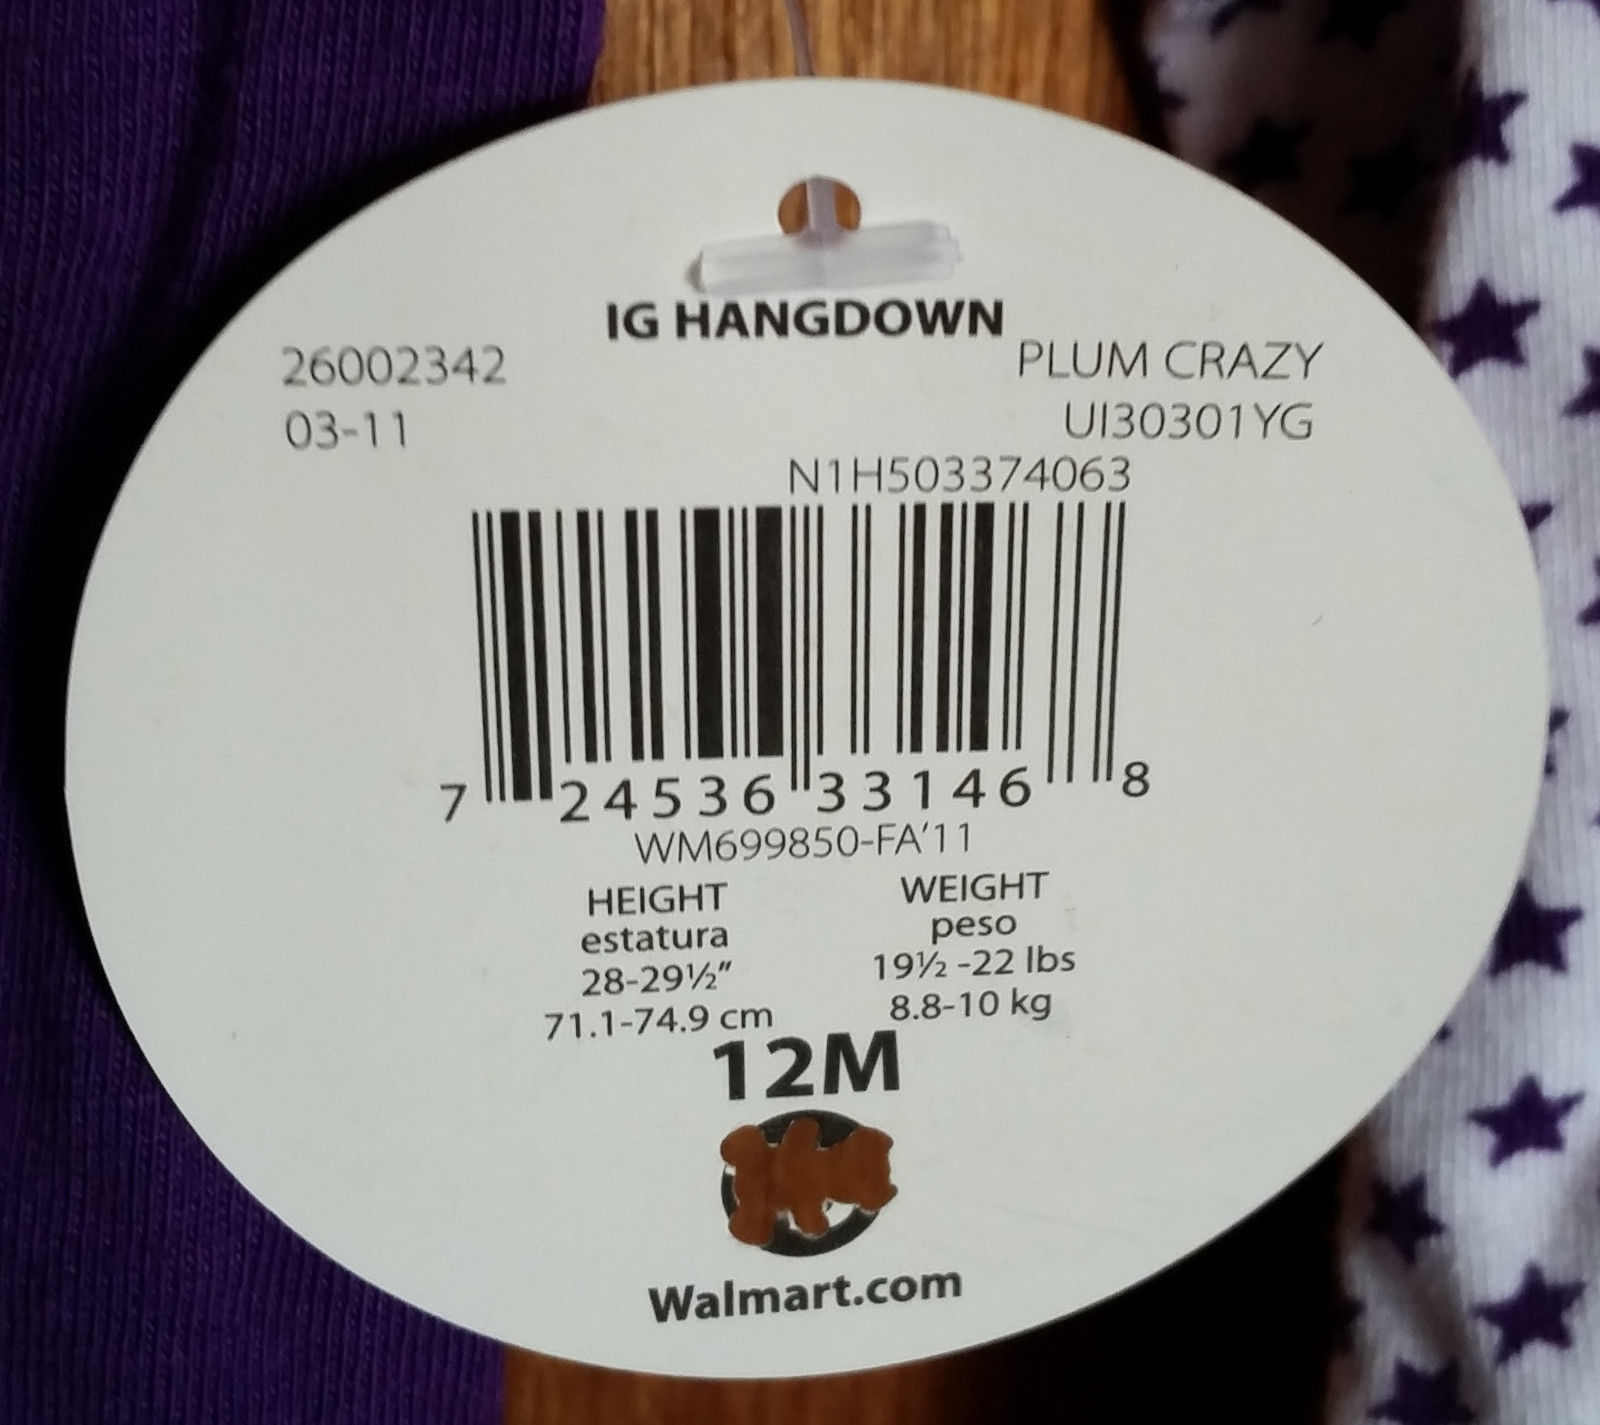 IG HANGDOWN
26002342
PLUM CRAZY
03-11
UI30301YG
N1H503374063
7 24536 33146 8
WM699850-FA'11
HEIGHT
estatura
28-29½"
71.1-74.9 cm
WEIGHT
peso
19½ -22 lbs
8.8-10 kg
12M
Walmart.com